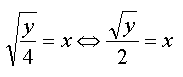 √(y/4) = x ⇔ √y/2 = x